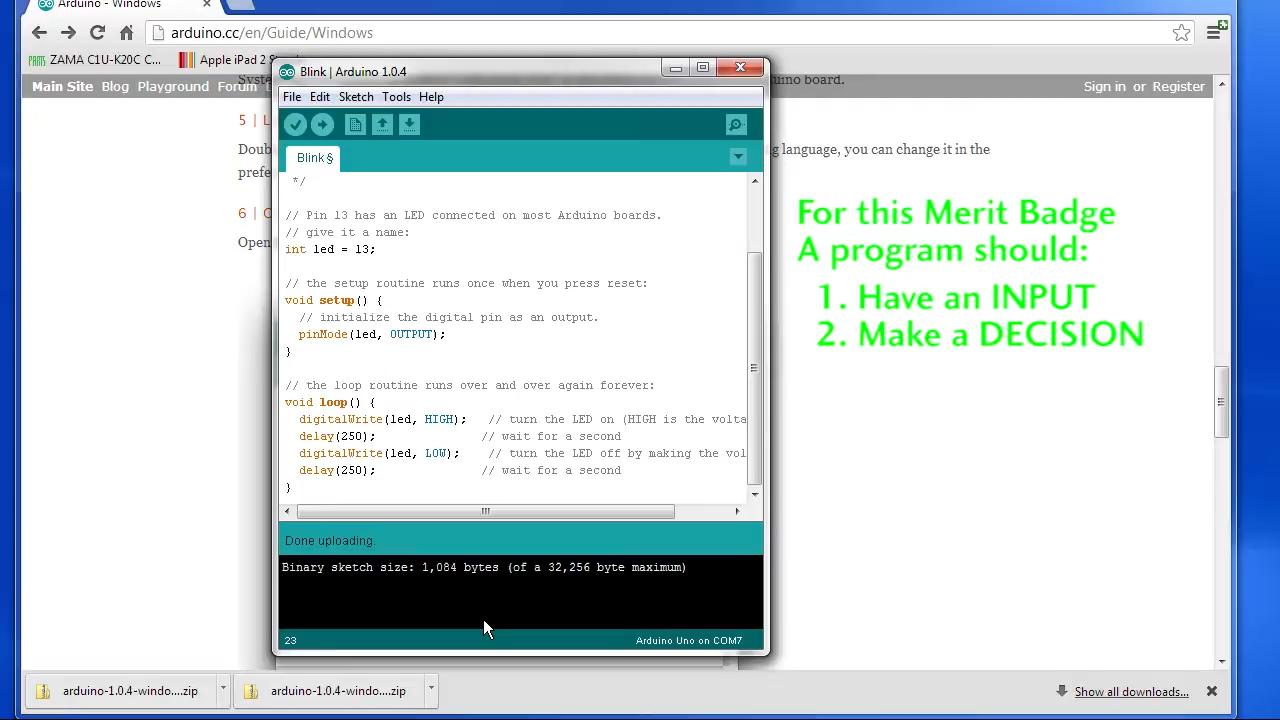 Arduino - Windows
arduino.cc/en/Guide/Windows
ZAMA C1U-K20C C...
Apple iPad 2 S
Main Site Blog Playground Forum
Sign in or Register
Syste
uino board.
5 | L
Doub
g language, you can change it in the
prefe
6 | O
Open
Blink | Arduino 1.0.4
File Edit Sketch Tools Help
Blink §
*/
// Pin 13 has an LED connected on most Arduino boards.
// give it a name:
int led = 13;
// the setup routine runs once when you press reset:
void setup() {
// initialize the digital pin as an output.
pinMode(led, OUTPUT);
}
// the loop routine runs over and over again forever:
void loop() {
digitalWrite(led, HIGH); // turn the LED on (HIGH is the volta
delay(250); // wait for a second
digitalWrite(led, LOW); // turn the LED off by making the vol
delay(250); // wait for a second
}
Done uploading.
Binary sketch size: 1,084 bytes (of a 32,256 byte maximum)
23
Arduino Uno on COM7
For this Merit Badge
A program should:
1. Have an INPUT
2. Make a DECISION
arduino-1.0.4-windo....zip
arduino-1.0.4-windo....zip
Show all downloads...